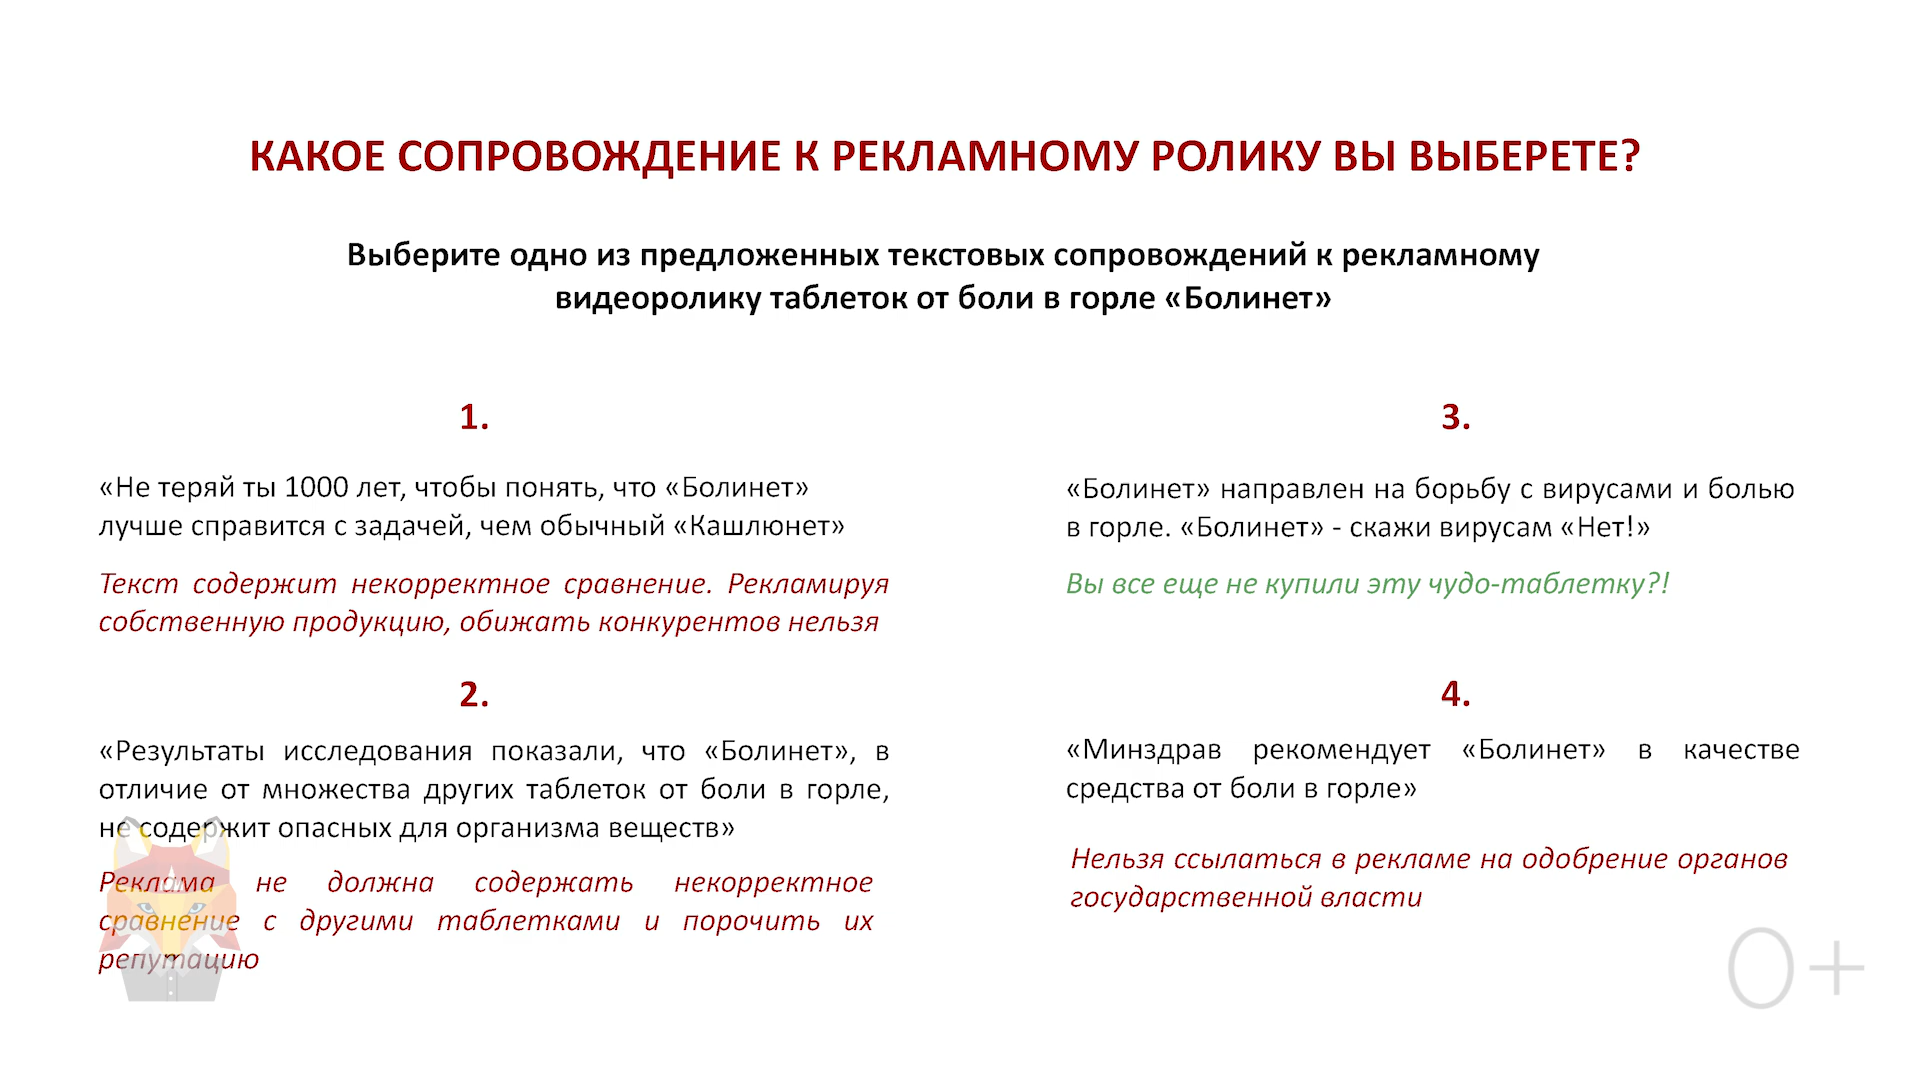 КАКОЕ СОПРОВОЖДЕНИЕ К РЕКЛАМНОМУ РОЛИКУ ВЫ ВЫБЕРЕТЕ?
Выберите одно из предложенных текстовых сопровождений к рекламному
видеоролику таблеток от боли в горле «Болинет»
1.
«Не теряй ты 1000 лет, чтобы понять, что «Болинет»
лучше справится с задачей, чем обычный «Кашлюнет»
Текст содержит некорректное сравнение. Рекламируя
собственную продукцию, обижать конкурентов нельзя
2.
«Результаты исследования показали, что «Болинет», в
отличие от множества других таблеток от боли в горле,
не содержит опасных для организма веществ»
Реклама не должна содержать некорректное
сравнение с другими таблетками и порочить их
репутацию
3.
«Болинет» направлен на борьбу с вирусами и болью
в горле. «Болинет» - скажи вирусам «Нет!»
Вы все еще не купили эту чудо-таблетку?!
4.
«Минздрав рекомендует «Болинет» в качестве
средства от боли в горле»
Нельзя ссылаться в рекламе на одобрение органов
государственной власти
0+